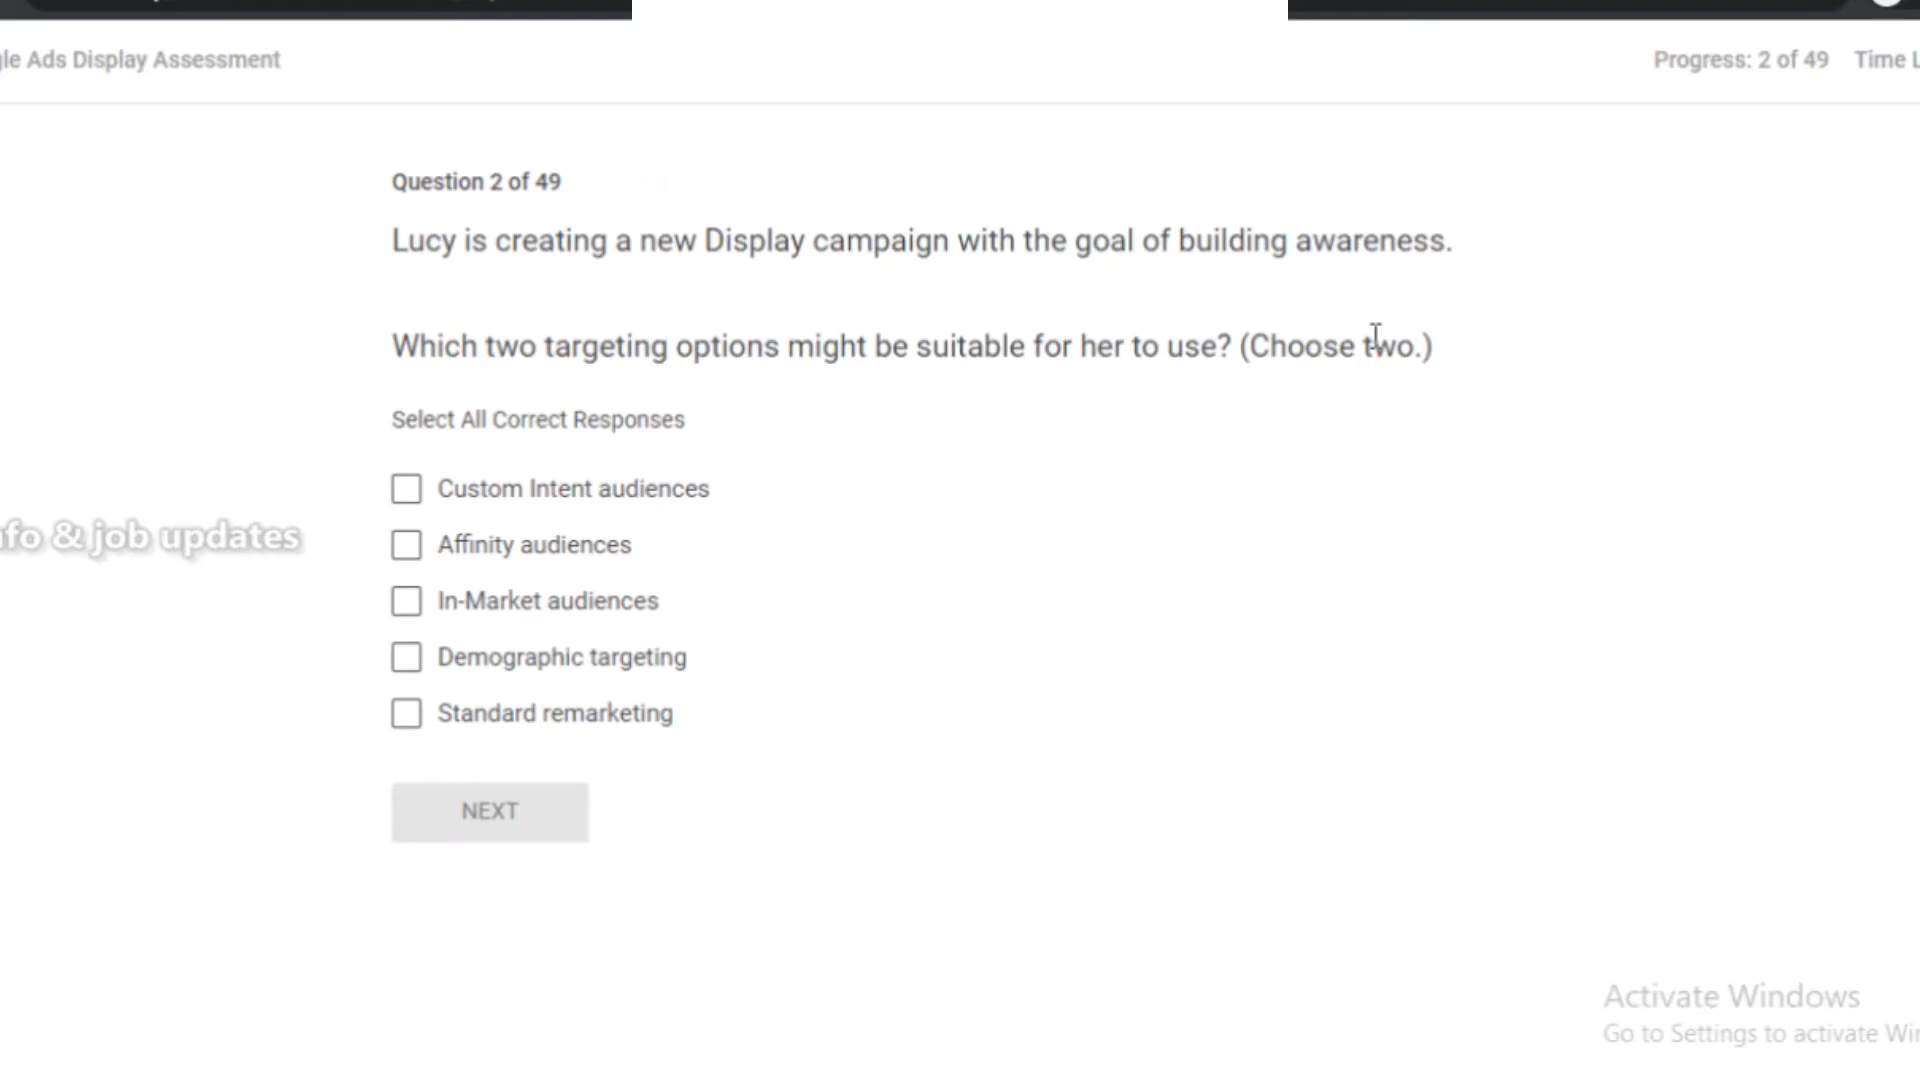 Ads Display Assessment
Progress: 2 of 49 Time
Question 2 of 49
Lucy is creating a new Display campaign with the goal of building awareness.
Which two targeting options might be suitable for her to use? (Choose two.)
Select All Correct Responses
Custom Intent audiences
Affinity audiences
& job updates
In-Market audiences
Demographic targeting
Standard remarketing
NEXT
Activate Windows
Go to Settings to activate